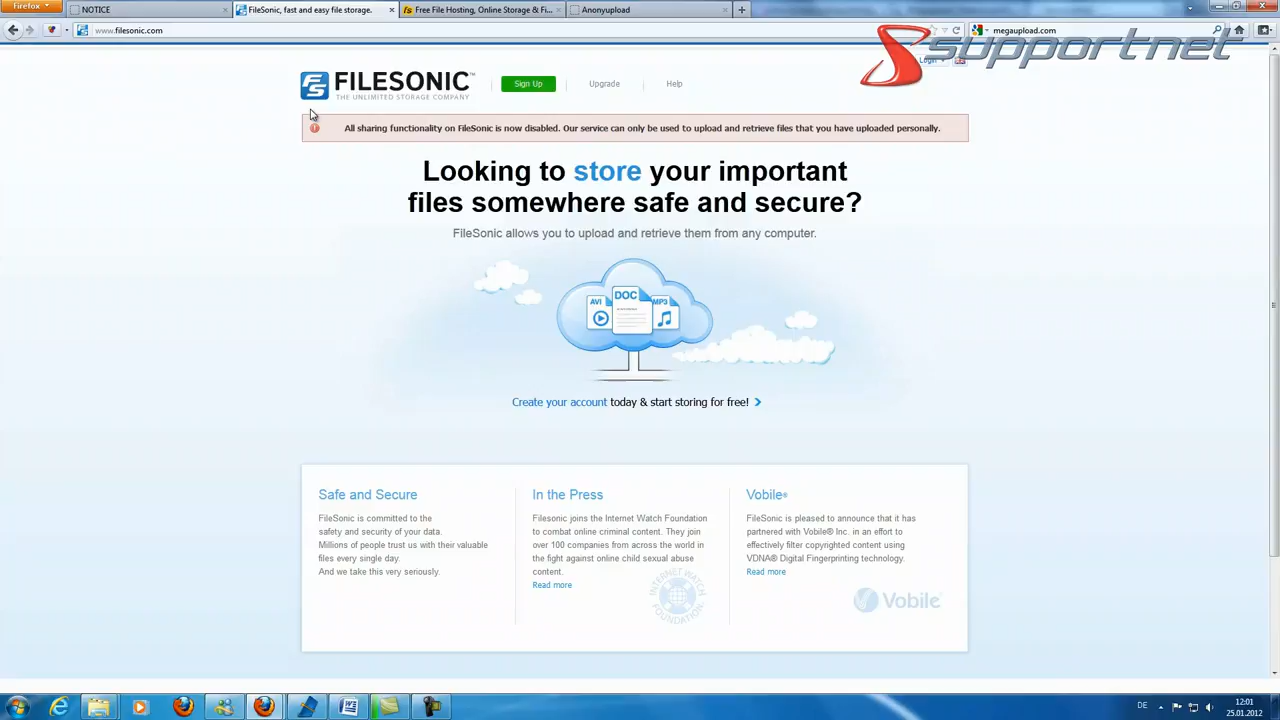 Firefox
NOTICE
FileSonic, fast and easy file storage.
Free File Hosting, Online Storage & Fi...
Anonyupload
www.filesonic.com
megaupload.com
supportnet
Login
FS FILESONIC™
THE UNLIMITED STORAGE COMPANY
Sign Up
Upgrade
Help
All sharing functionality on FileSonic is now disabled. Our service can only be used to upload and retrieve files that you have uploaded personally.
Looking to store your important
files somewhere safe and secure?
FileSonic allows you to upload and retrieve them from any computer.
AVI
DOC
MP3
Create your account today & start storing for free!
Safe and Secure
FileSonic is committed to the
safety and security of your data.
Millions of people trust us with their valuable
files every single day.
And we take this very seriously.
In the Press
Filesonic joins the Internet Watch Foundation
to combat online criminal content. They join
over 100 companies from across the world in
the fight against online child sexual abuse
content.
Read more
INTERNET WATCH
FOUNDATION
Vobile®
FileSonic is pleased to announce that it has
partnered with Vobile® Inc. in an effort to
effectively filter copyrighted content using
VDNA® Digital Fingerprinting technology.
Read more
Vobile
DE
12:01
25.01.2012